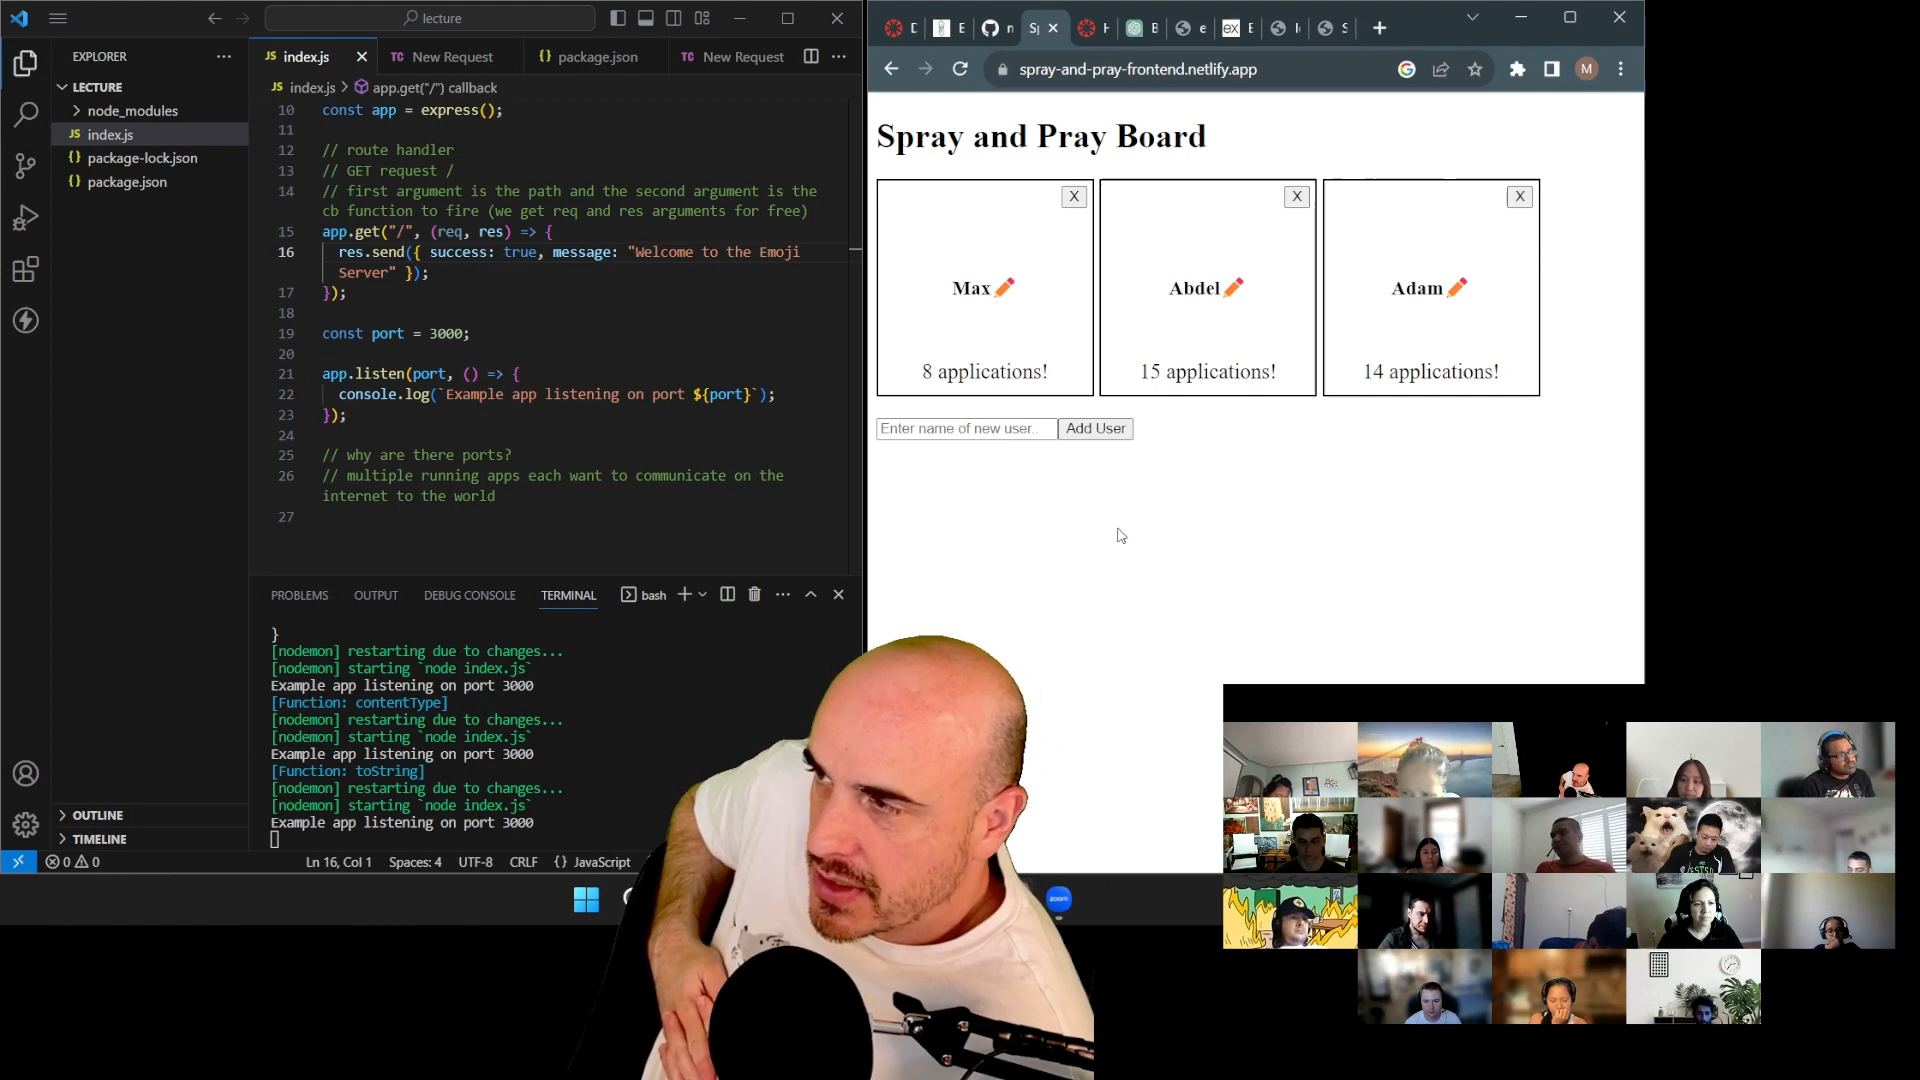 lecture
EXPLORER
JS index.js
TC New Request
{} package.json
TC New Request
LECTURE
node_modules
JS index.js
{} package-lock.json
{} package.json
OUTLINE
TIMELINE
JS index.js > app.get("/") callback
10 const app = express();
11
12 // route handler
13 // GET request /
14 // first argument is the path and the second argument is the
cb function to fire (we get req and res arguments for free)
15 app.get("/", (req, res) => {
16 res.send({ success: true, message: "Welcome to the Emoji
Server" });
17 });
18
19 const port = 3000;
20
21 app.listen(port, () => {
22 console.log(`Example app listening on port ${port}`);
23 });
24
25 // why are there ports?
26 // multiple running apps each want to communicate on the
internet to the world
27
PROBLEMS OUTPUT DEBUG CONSOLE TERMINAL bash
}
[nodemon] restarting due to changes...
[nodemon] starting `node index.js`
Example app listening on port 3000
[Function: contentType]
[nodemon] restarting due to changes...
[nodemon] starting `node index.js`
Example app listening on port 3000
[Function: toString]
[nodemon] restarting due to changes...
[nodemon] starting `node index.js`
Example app listening on port 3000
0 0
Ln 16, Col 1 Spaces: 4 UTF-8 CRLF {} JavaScript
zoom
spray-and-pray-frontend.netlify.app
M
Spray and Pray Board
X
Max
8 applications!
X
Abdel
15 applications!
X
Adam
14 applications!
Enter name of new user..
Add User